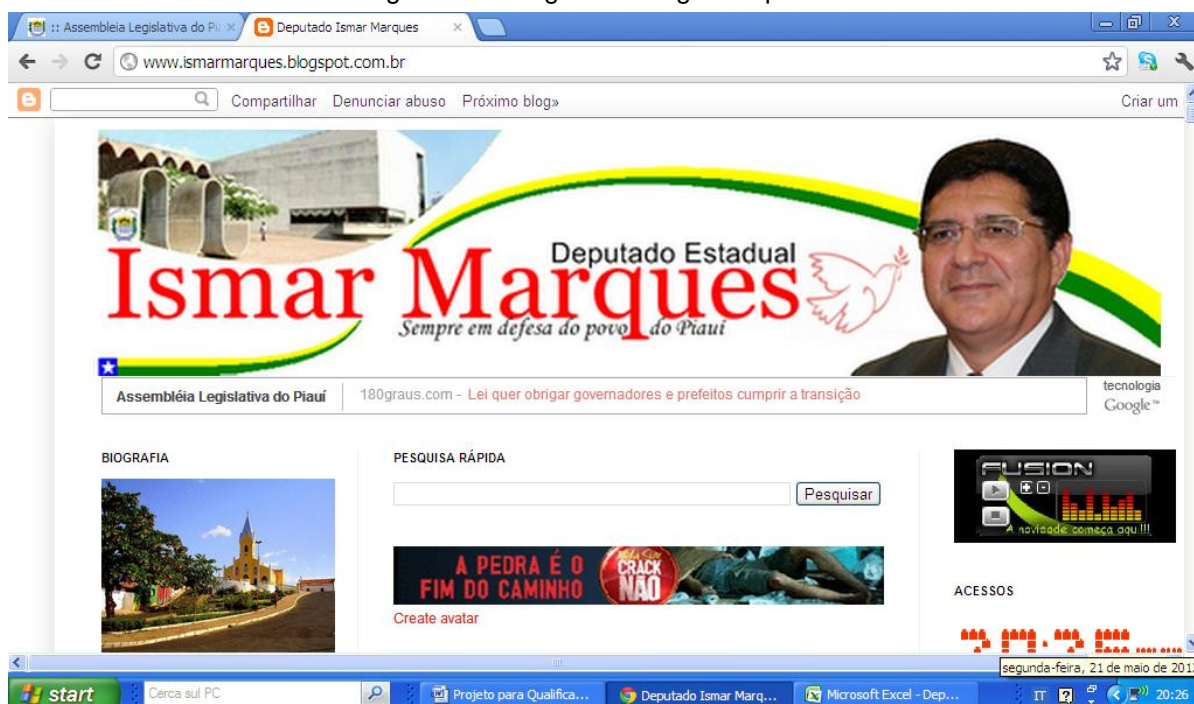 :: Assembleia Legislativa do Pi
Deputado Ismar Marques
www.ismarmarques.blogspot.com.br
Compartilhar Denunciar abuso Próximo blog»
Criar um
Deputado Estadual
Ismar Marques
Sempre em defesa do povo do Piauí
Assembléia Legislativa do Piauí
180graus.com - Lei quer obrigar governadores e prefeitos cumprir a transição
tecnologia
Google™
BIOGRAFIA
PESQUISA RÁPIDA
Pesquisar
FUSION
A novidade começa aqu !!!
A PEDRA É O
FIM DO CAMINHO
CRACK
NÃO
Create avatar
ACESSOS
segunda-feira, 21 de maio de 2012
start
Cerca sul PC
Projeto para Qualifica...
Deputado Ismar Marq...
Microsoft Excel - Dep...
IT
20:26